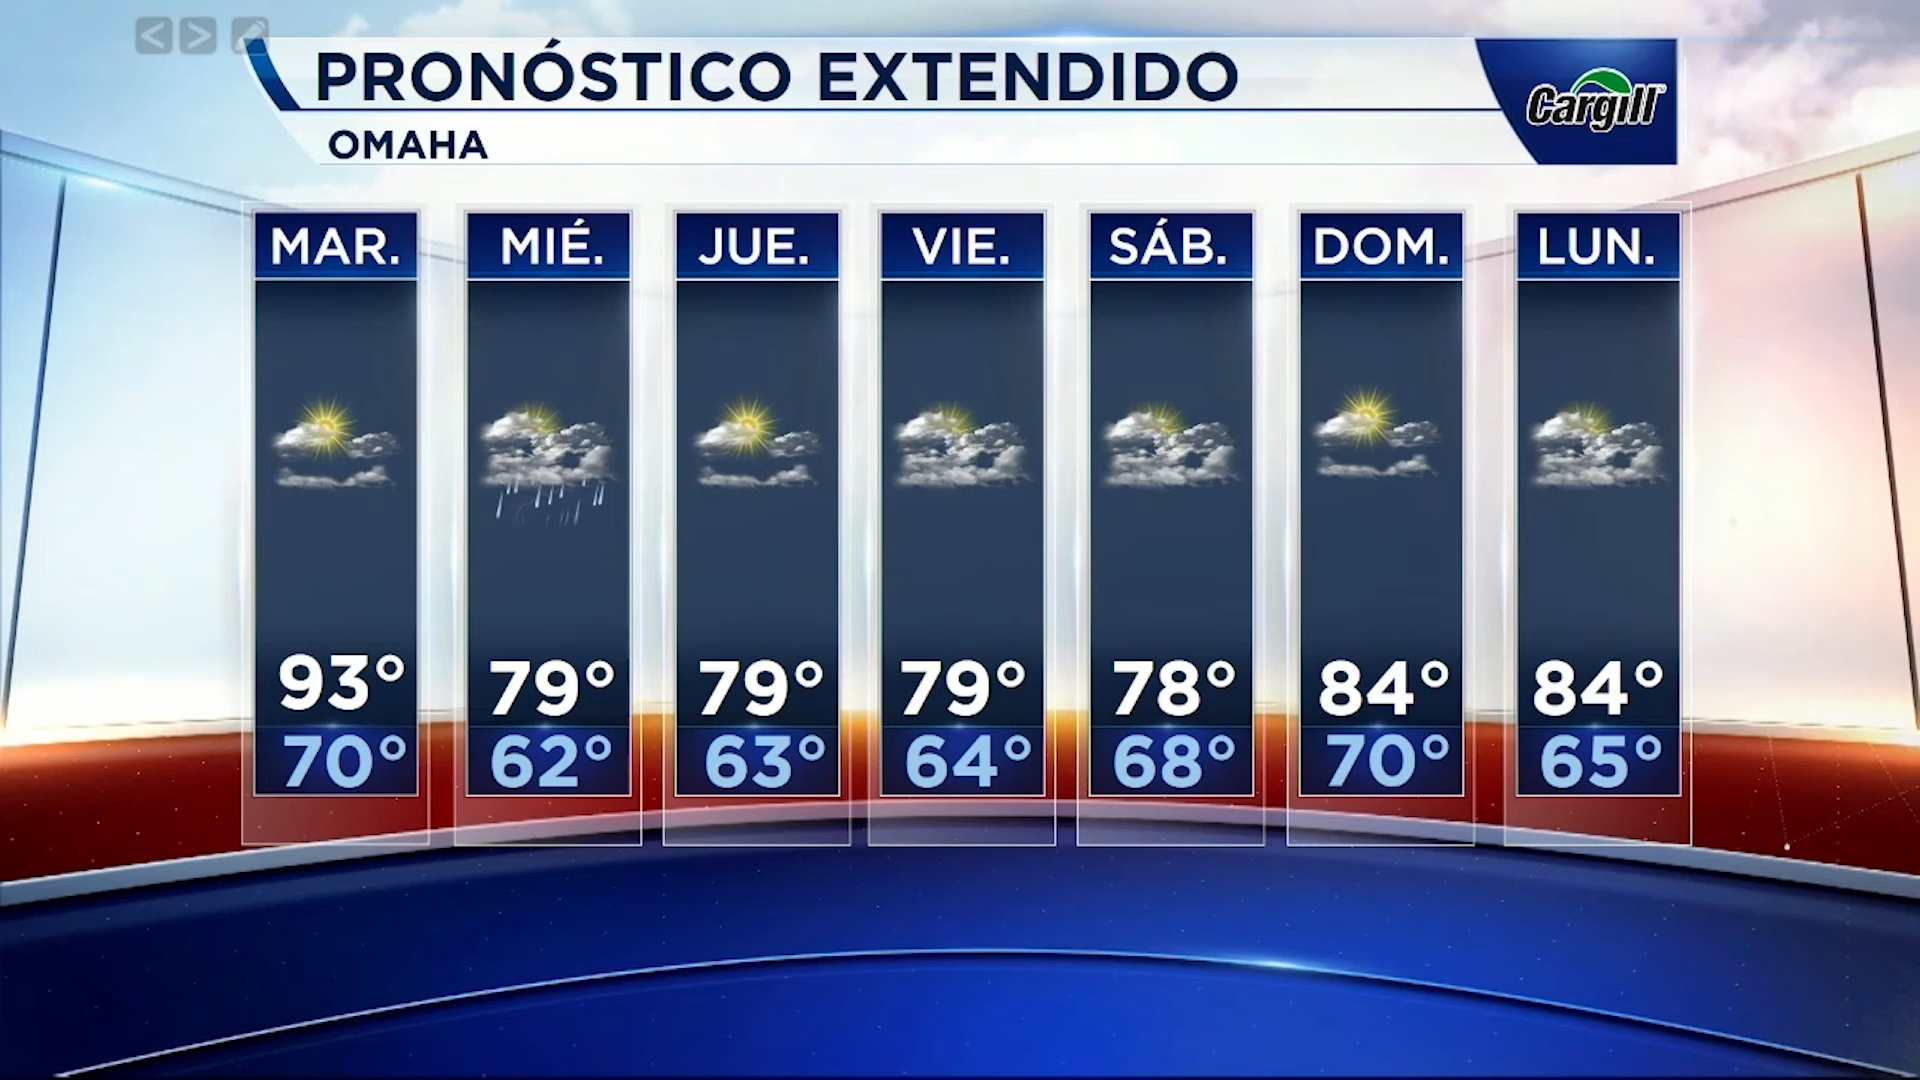 PRONÓSTICO EXTENDIDO
Cargill
OMAHA
MAR. MIÉ. JUE. VIE. SÁB. DOM. LUN.
93° 79° 79° 79° 78° 84° 84°
70° 62° 63° 64° 68° 70° 65°